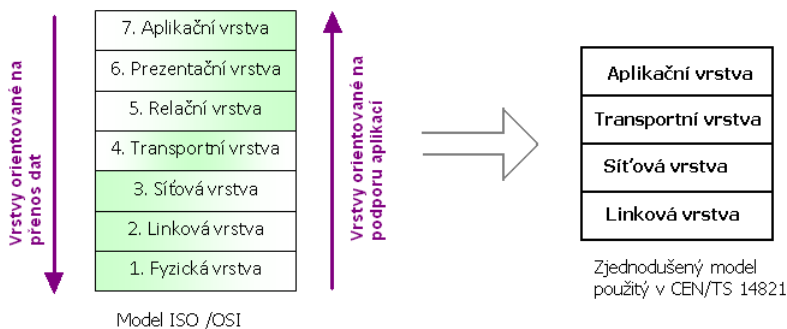 Vrstvy orientované na
přenos dat
7. Aplikační vrstva
6. Prezentační vrstva
5. Relační vrstva
4. Transportní vrstva
3. Síťová vrstva
2. Linková vrstva
1. Fyzická vrstva
Model ISO /OSI
Vrstvy orientované na
podporu aplikací
Aplikační vrstva
Transportní vrstva
Síťová vrstva
Linková vrstva
Zjednodušený model
použitý v CEN/TS 14821